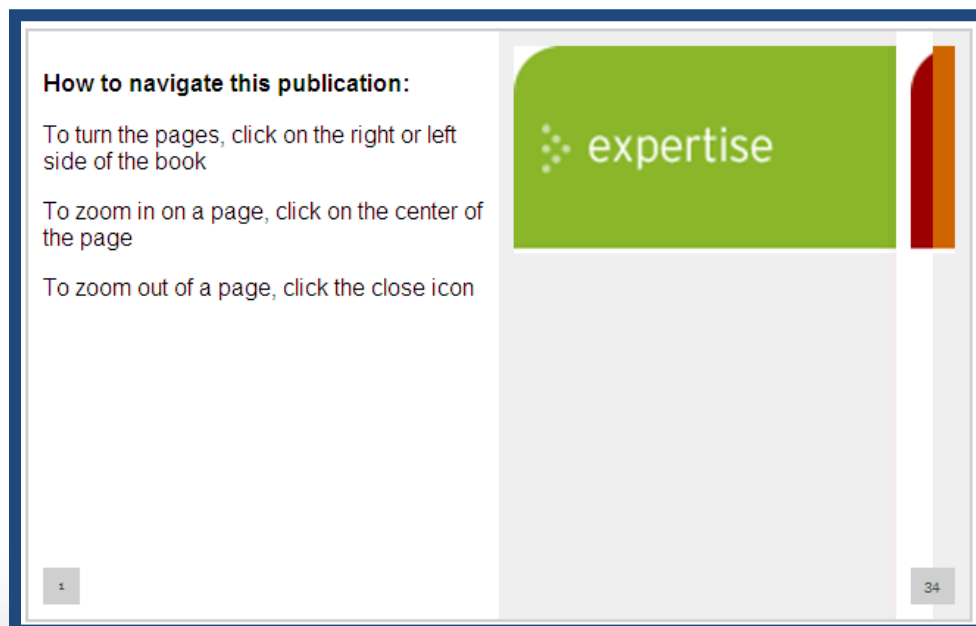 How to navigate this publication:
To turn the pages, click on the right or left
side of the book
To zoom in on a page, click on the center of
the page
To zoom out of a page, click the close icon
expertise
1
34